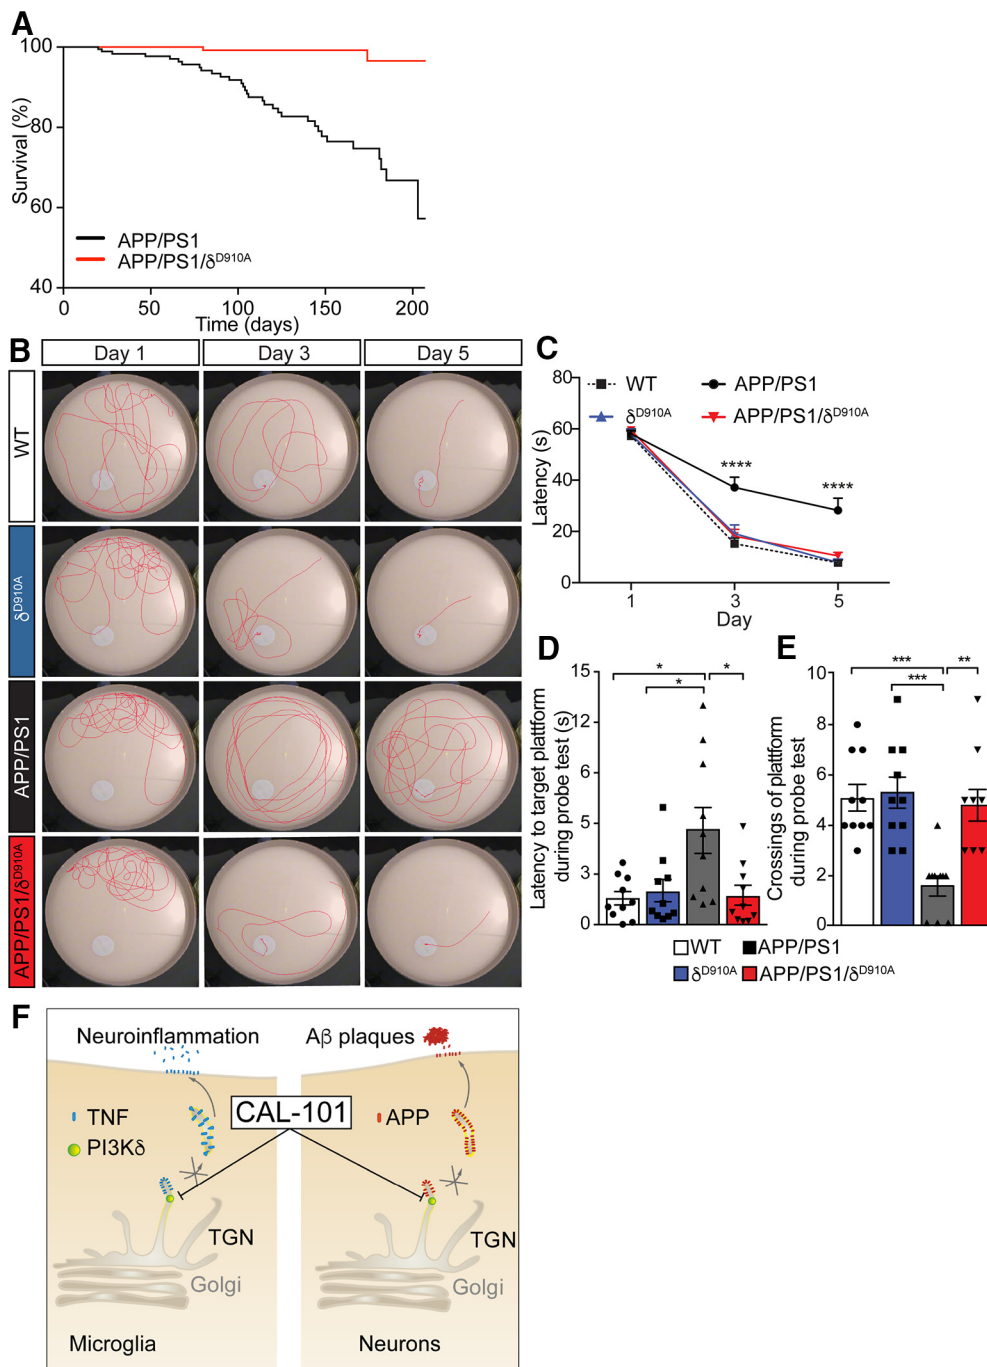 A
100
80
60
40
Survival (%)
APP/PS1
APP/PS1/δD910A
0 50 100 150 200
Time (days)
B
Day 1 Day 3 Day 5
WT
δD910A
APP/PS1
APP/PS1/δD910A
C
80
60
40
20
0
Latency (s)
WT APP/PS1
δD910A APP/PS1/δD910A
**** ****
1 3 5
Day
D
15
12
6
5
3
0
Latency to target plattform
during probe test (s)
* *
*
E
10
8
6
4
2
0
Crossings of plattform
during probe test
*** **
***
WT APP/PS1
δD910A APP/PS1/δD910A
F
Neuroinflammation Aβ plaques
CAL-101
TNF APP
PI3Kδ
TGN TGN
Golgi Golgi
Microglia Neurons